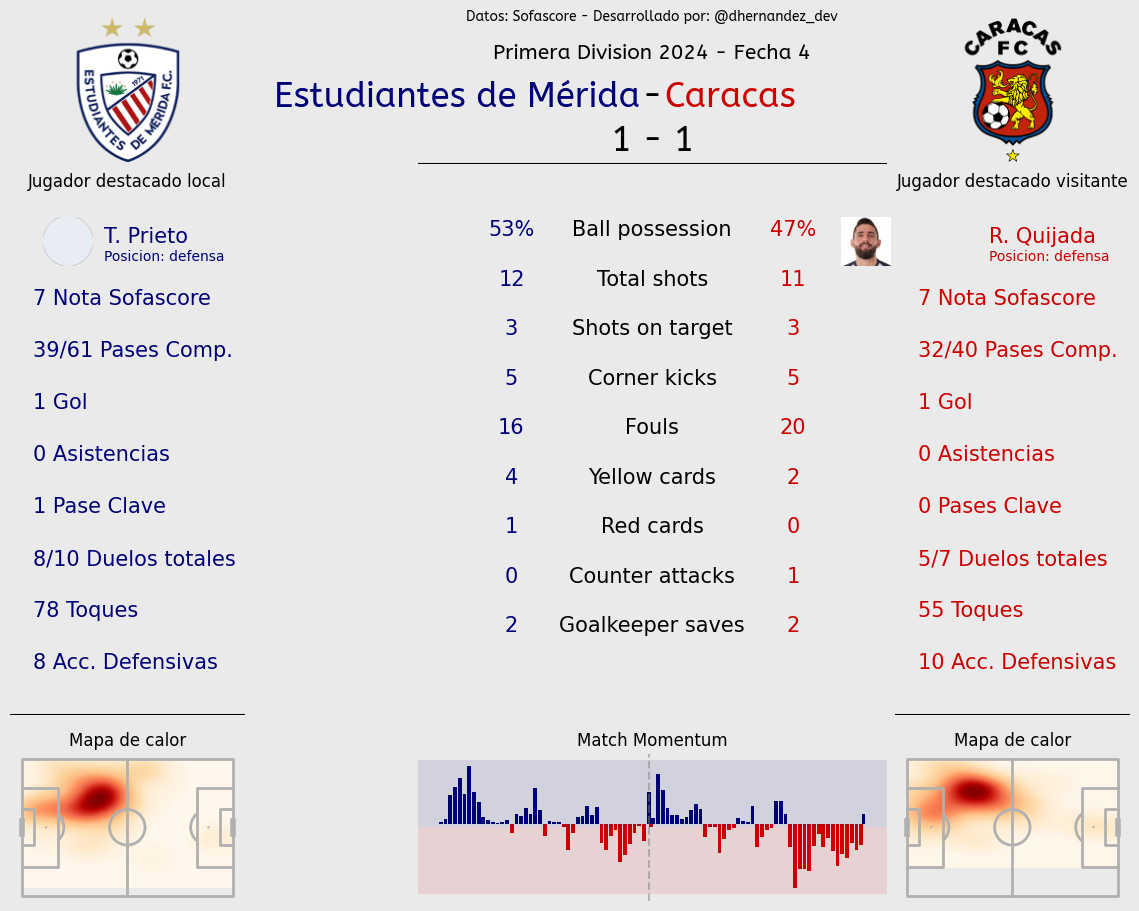 Datos: Sofascore - Desarrollado por: @dhernandez_dev
Primera Division 2024 - Fecha 4
Estudiantes de Mérida - Caracas
1 - 1
ESTUDIANTES DE MÉRIDA F.C.
1971
CARACAS
FC
Jugador destacado local
T. Prieto
Posicion: defensa
7 Nota Sofascore
39/61 Pases Comp.
1 Gol
0 Asistencias
1 Pase Clave
8/10 Duelos totales
78 Toques
8 Acc. Defensivas
Mapa de calor
53% Ball possession 47%
12 Total shots 11
3 Shots on target 3
5 Corner kicks 5
16 Fouls 20
4 Yellow cards 2
1 Red cards 0
0 Counter attacks 1
2 Goalkeeper saves 2
Match Momentum
Jugador destacado visitante
R. Quijada
Posicion: defensa
7 Nota Sofascore
32/40 Pases Comp.
1 Gol
0 Asistencias
0 Pases Clave
5/7 Duelos totales
55 Toques
10 Acc. Defensivas
Mapa de calor